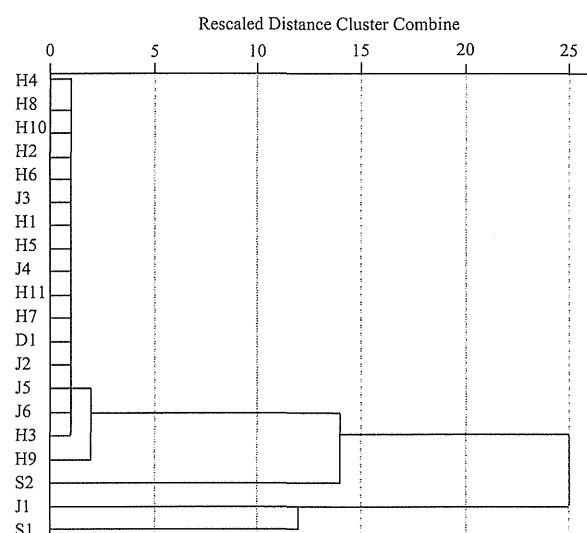 Rescaled Distance Cluster Combine
0 5 10 15 20 25
H4
H8
H10
H2
H6
J3
H1
H5
J4
H11
H7
D1
J2
J5
J6
H3
H9
S2
J1
S1